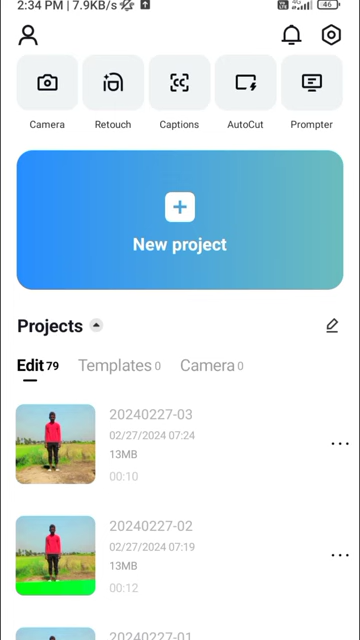 2:34 PM | 7.9KB/s
46
Camera
Retouch
Captions
AutoCut
Prompter
New project
Projects
Edit 79
Templates 0
Camera 0
20240227-03
02/27/2024 07:24
13MB
00:10
20240227-02
02/27/2024 07:19
13MB
00:12
20240227-01